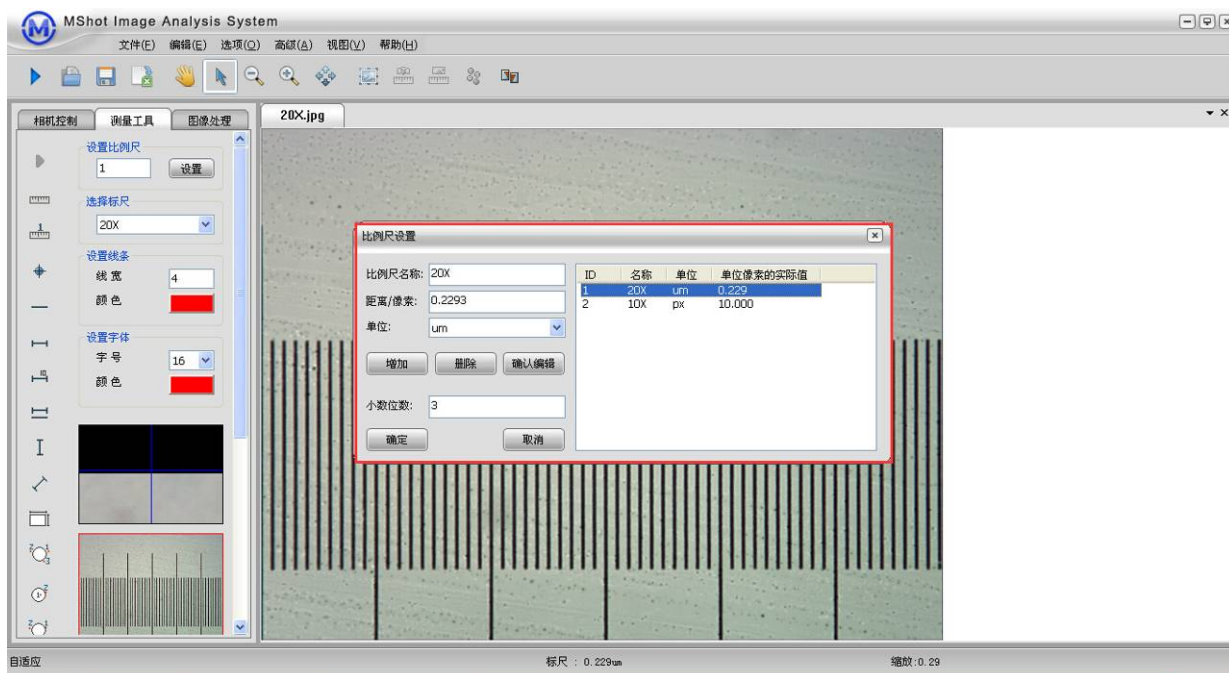 MShot Image Analysis System
文件(F) 编辑(E) 选项(O) 高级(A) 视图(V) 帮助(H)
相机控制 测量工具 图像处理
20X.jpg
设置比例尺
1 设置
选择标尺
20X
设置线条
线宽 4
颜色
设置字体
字号 16
颜色
比例尺设置
比例尺名称: 20X
距离/像素: 0.2293
单位: um
增加 删除 确认编辑
小数位数: 3
确定 取消
ID 名称 单位 单位像素的实际值
1 20X um 0.229
2 10X px 10.000
自适应 标尺 : 0.229um 缩放:0.29